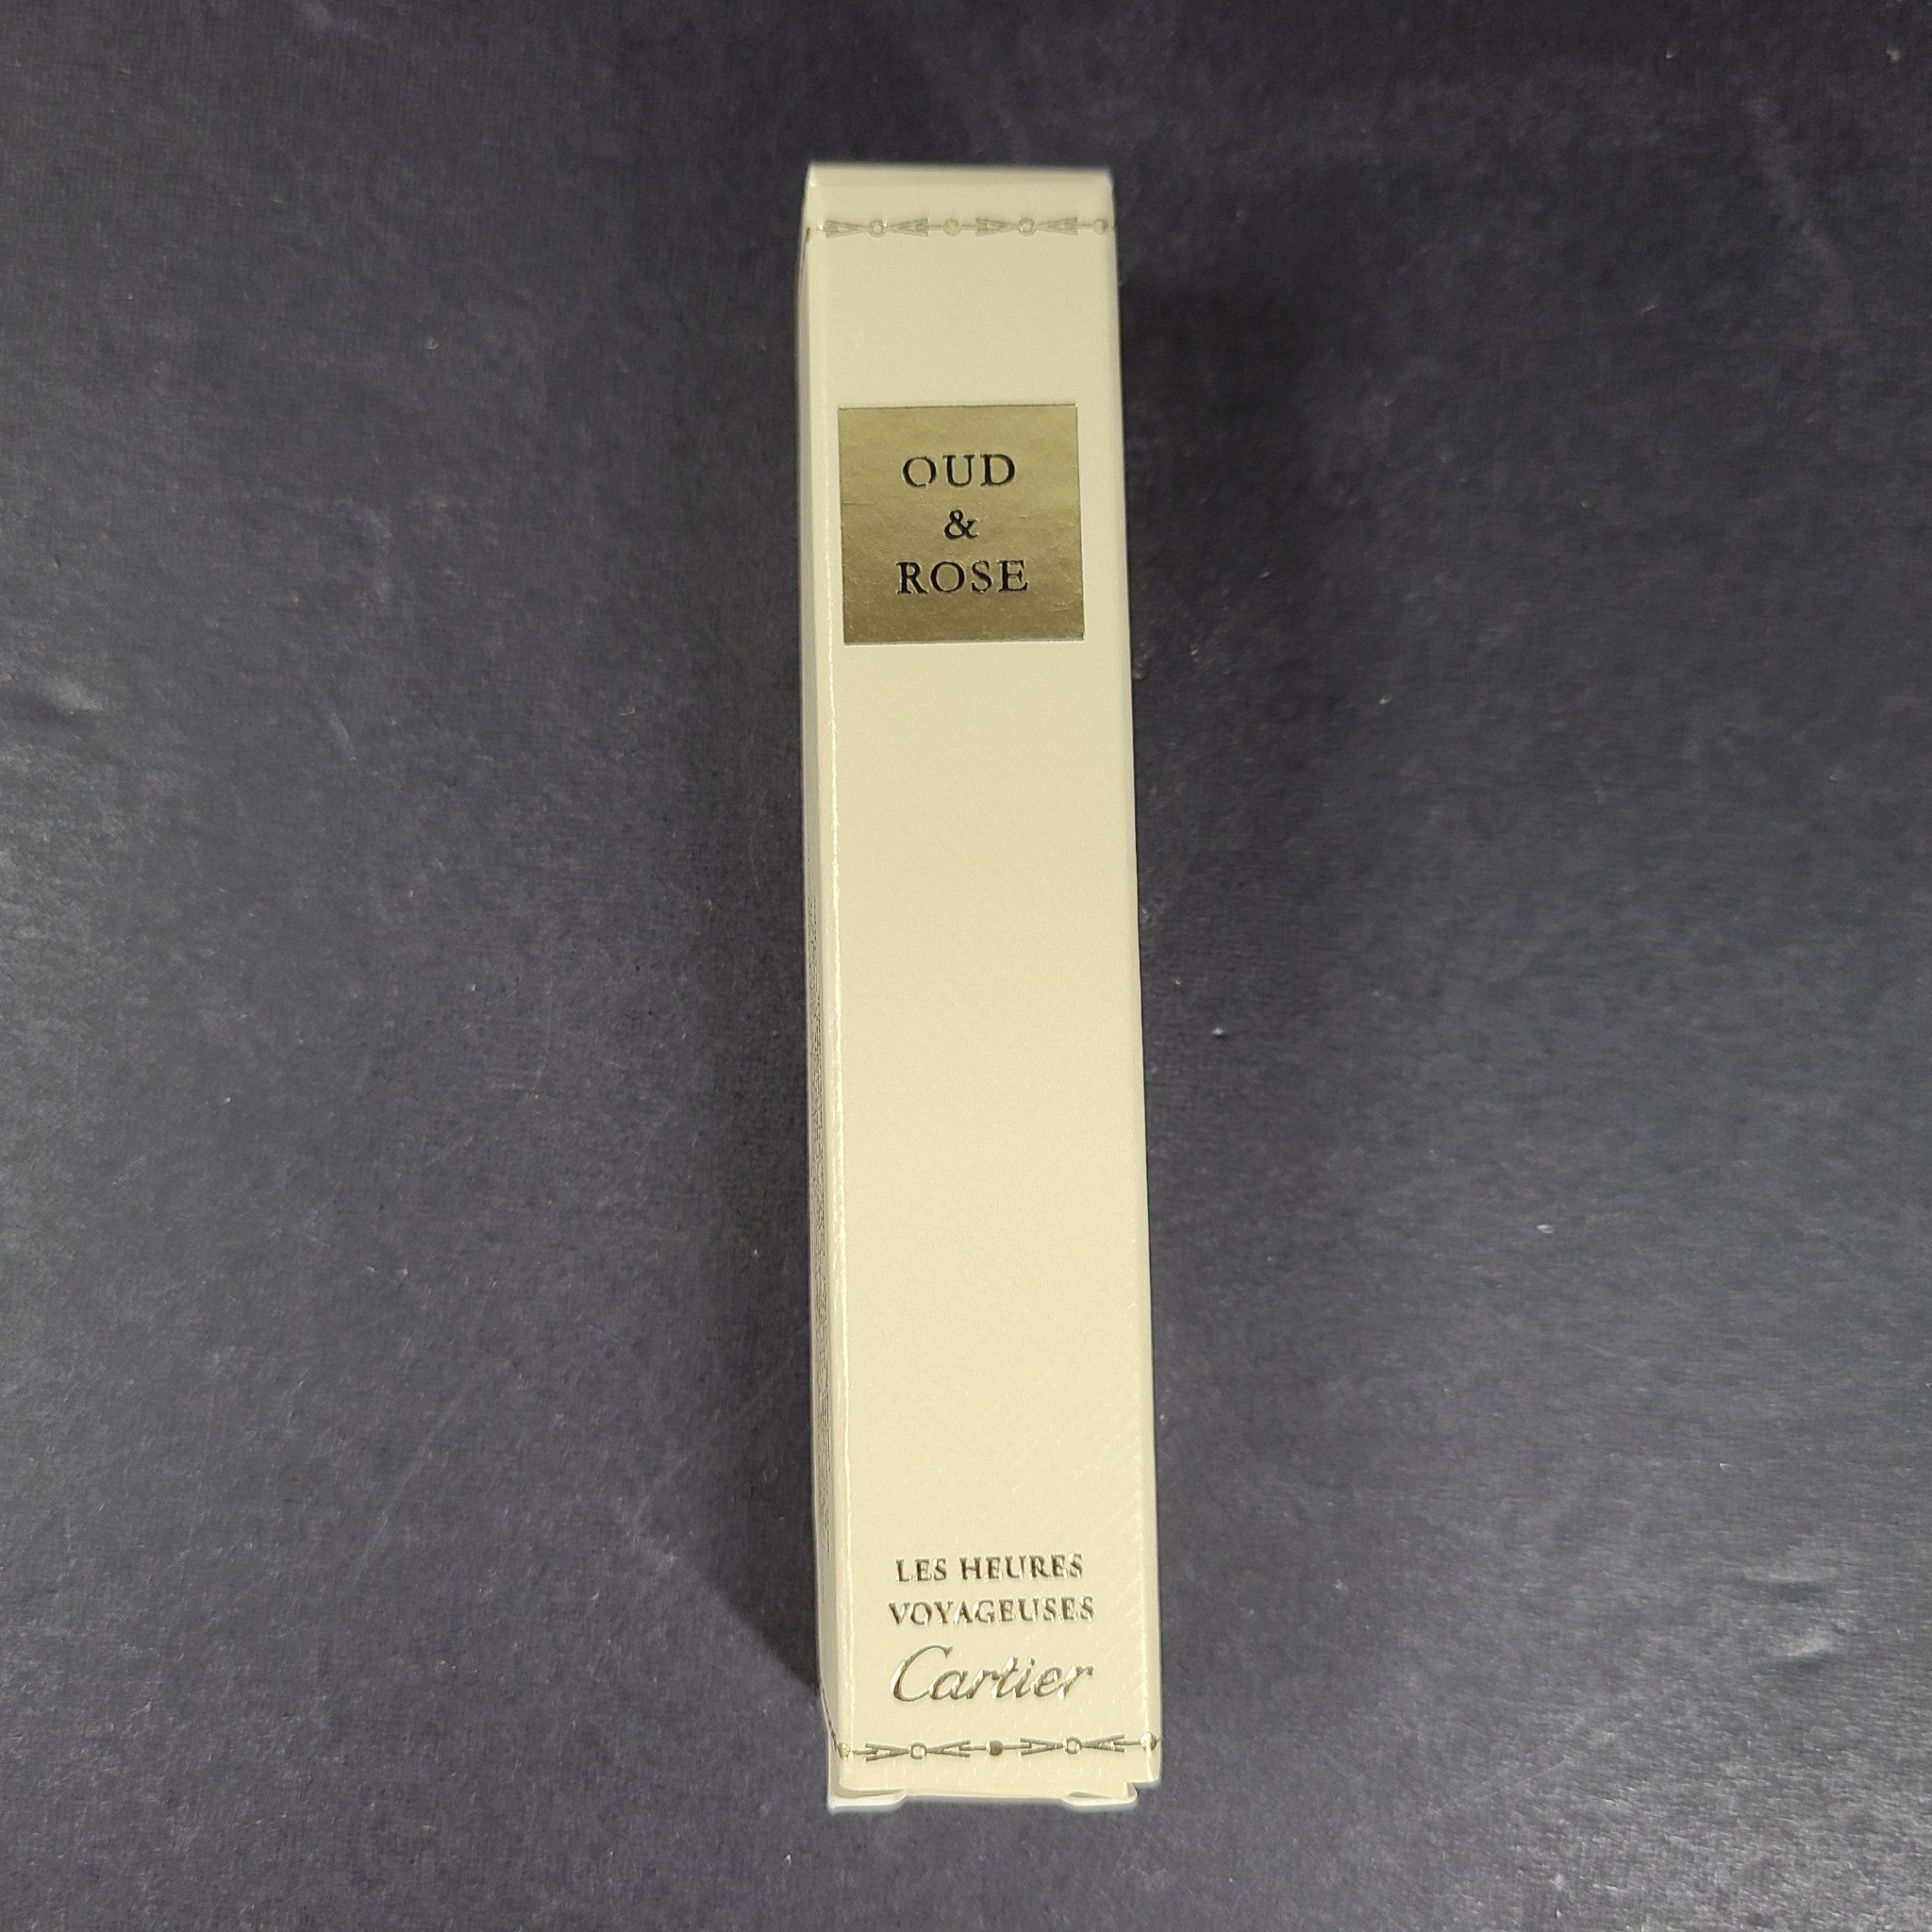 OUD
&
ROSE
LES HEURES
VOYAGEUSES
Cartier